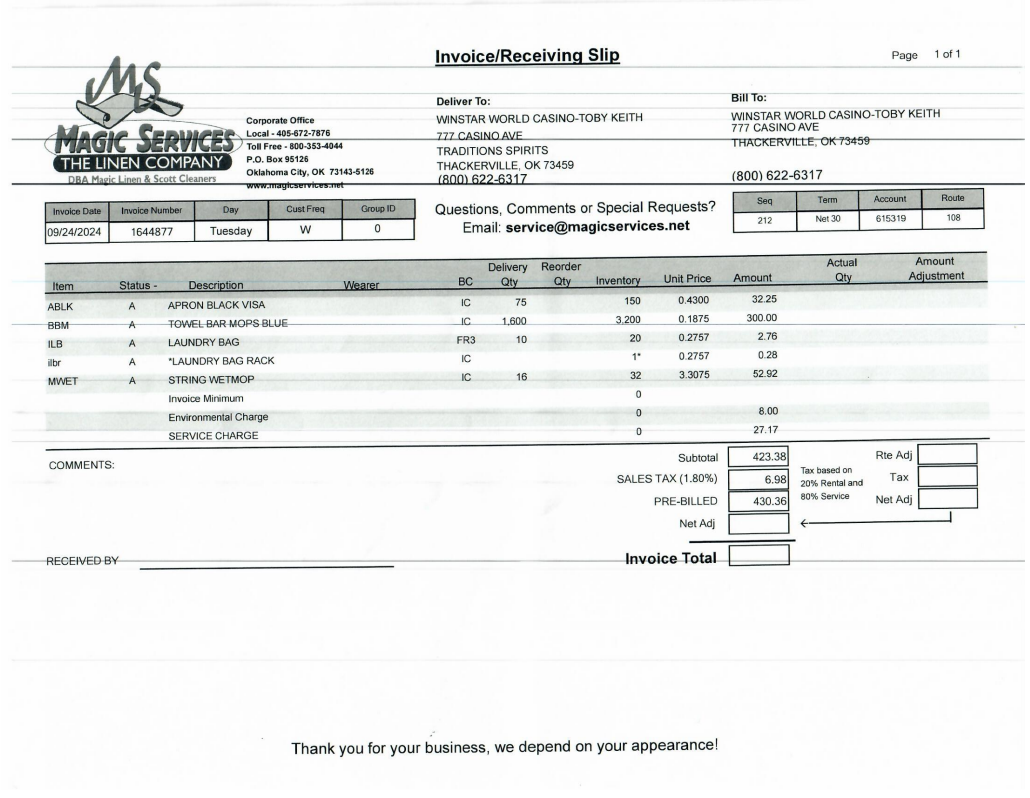 Invoice/Receiving Slip
Page 1 of 1
MS
MAGIC SERVICES
THE LINEN COMPANY
DBA Magic Linen & Scott Cleaners
Corporate Office
Local - 405-672-7876
Toll Free - 800-353-4044
P.O. Box 95126
Oklahoma City, OK 73143-5126
www.magicservices.net
Deliver To:
WINSTAR WORLD CASINO-TOBY KEITH
777 CASINO AVE
TRADITIONS SPIRITS
THACKERVILLE, OK 73459
(800) 622-6317
Bill To:
WINSTAR WORLD CASINO-TOBY KEITH
777 CASINO AVE
THACKERVILLE, OK 73459
(800) 622-6317
Invoice Date Invoice Number Day Cust Freq Group ID
09/24/2024 1644877 Tuesday W 0
Questions, Comments or Special Requests?
Email: service@magicservices.net
Seq Term Account Route
212 Net 30 615319 108
Item Status - Description Wearer BC Delivery Qty Reorder Qty Inventory Unit Price Amount Actual Qty Amount Adjustment
ABLK A APRON BLACK VISA IC 75 150 0.4300 32.25
BBM A TOWEL BAR MOPS BLUE IC 1,600 3,200 0.1875 300.00
ILB A LAUNDRY BAG FR3 10 20 0.2757 2.76
ilbr A *LAUNDRY BAG RACK IC 1* 0.2757 0.28
MWET A STRING WETMOP IC 16 32 3.3075 52.92
Invoice Minimum 0
Environmental Charge 0 8.00
SERVICE CHARGE 0 27.17
COMMENTS:
Subtotal 423.38
SALES TAX (1.80%) 6.98
PRE-BILLED 430.36
Net Adj
Tax based on
20% Rental and
80% Service
Rte Adj
Tax
Net Adj
Invoice Total
RECEIVED BY
Thank you for your business, we depend on your appearance!